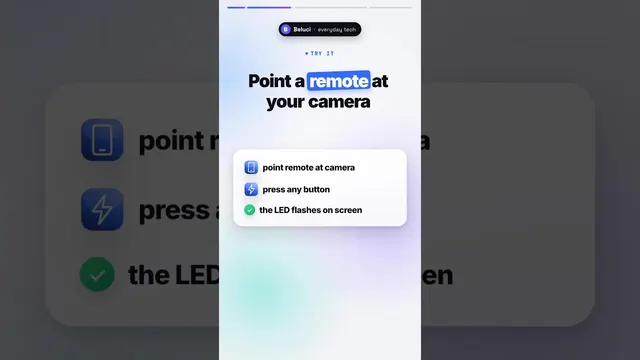 B Beluci · everyday tech
TRY IT
Point a remote at
your camera
point remote at camera
press any button
the LED flashes on screen
point r
a
press a
the LED
en